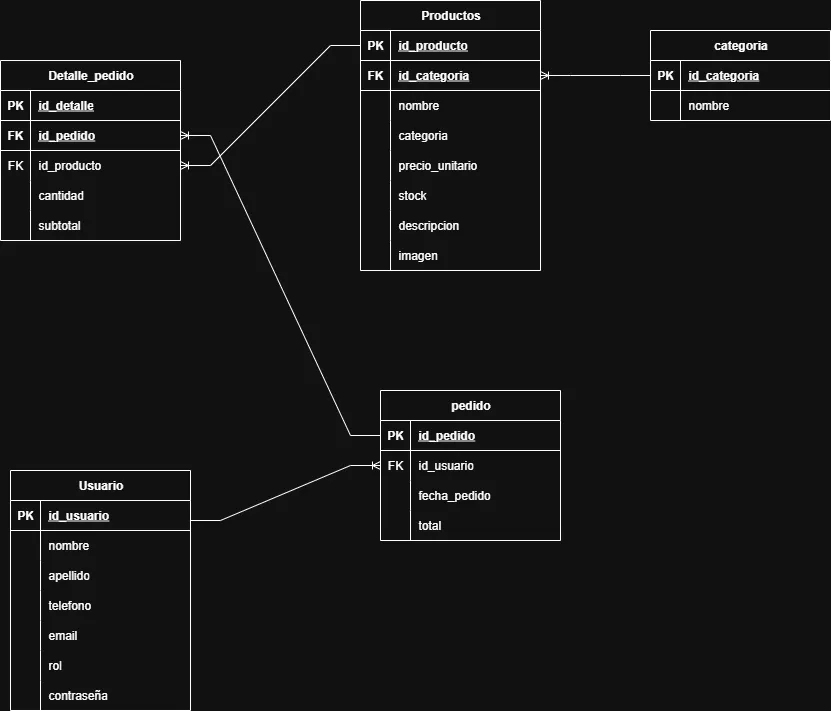 Productos
PK id_producto
FK id_categoria
nombre
categoria
precio_unitario
stock
descripcion
imagen
categoria
PK id_categoria
nombre
Detalle_pedido
PK id_detalle
FK id_pedido
FK id_producto
cantidad
subtotal
pedido
PK id_pedido
FK id_usuario
fecha_pedido
total
Usuario
PK id_usuario
nombre
apellido
telefono
email
rol
contraseña